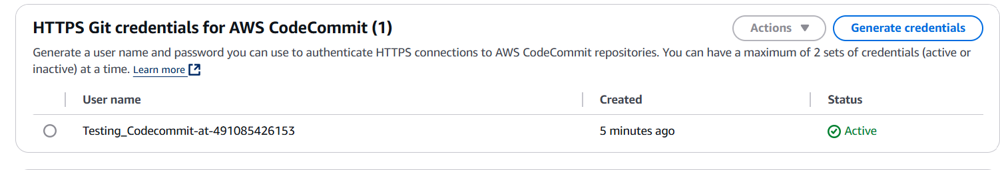 HTTPS Git credentials for AWS CodeCommit (1)
Actions
Generate credentials
Generate a user name and password you can use to authenticate HTTPS connections to AWS CodeCommit repositories. You can have a maximum of 2 sets of credentials (active or
inactive) at a time. Learn more
User name
Created
Status
Testing_Codecommit-at-491085426153
5 minutes ago
Active